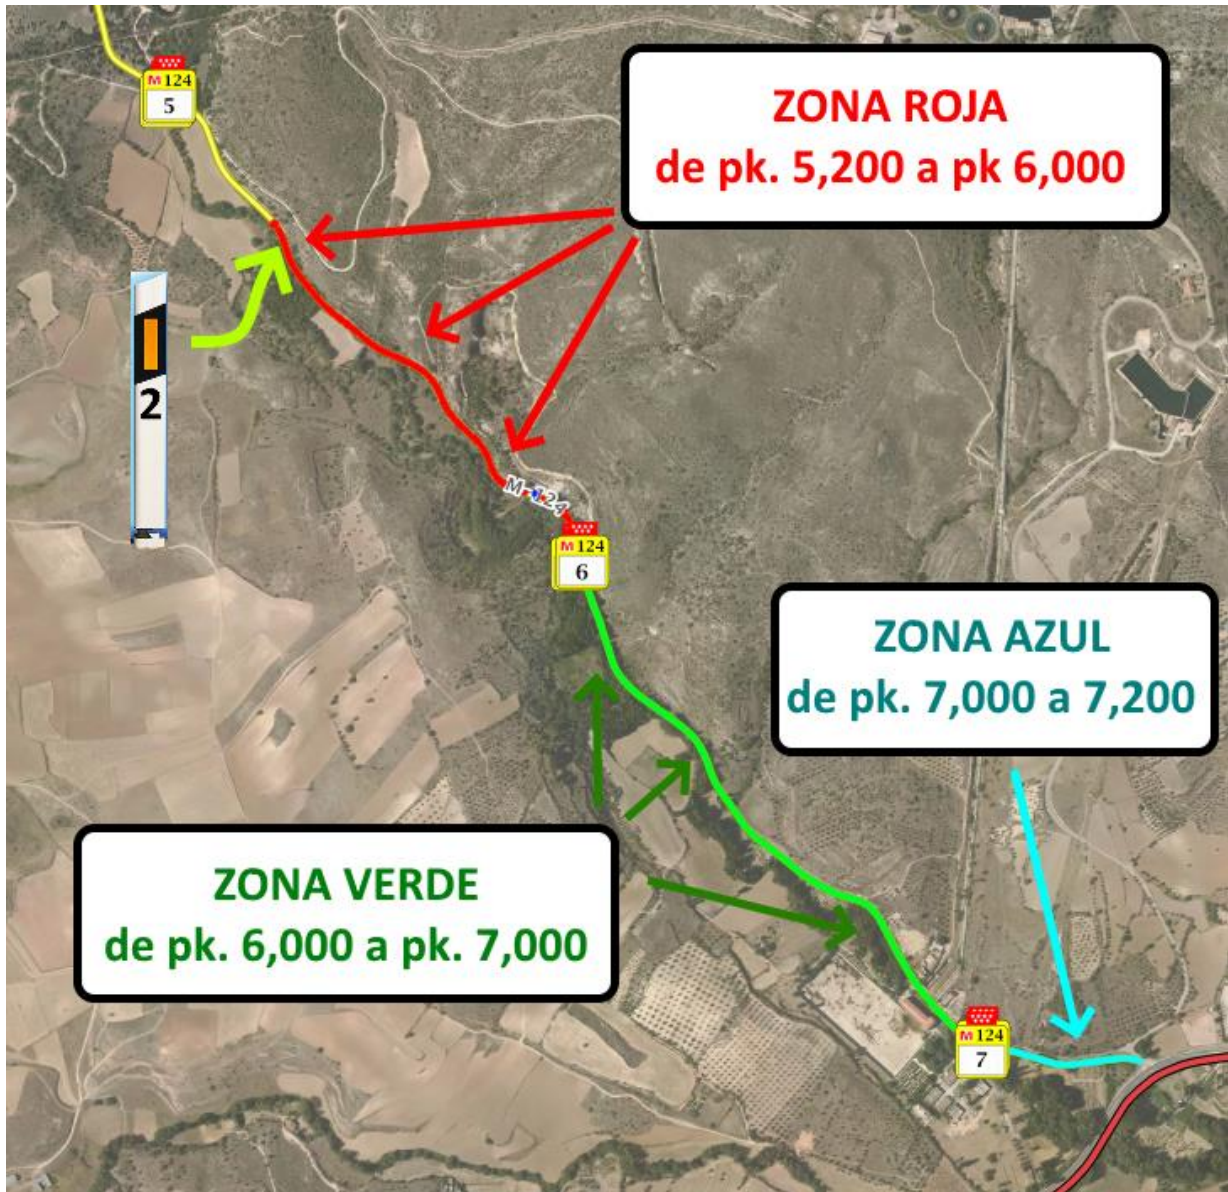 M 124
5
ZONA ROJA
de pk. 5,200 a pk 6,000
2
M-124
M 124
6
ZONA AZUL
de pk. 7,000 a 7,200
ZONA VERDE
de pk. 6,000 a pk. 7,000
M 124
7